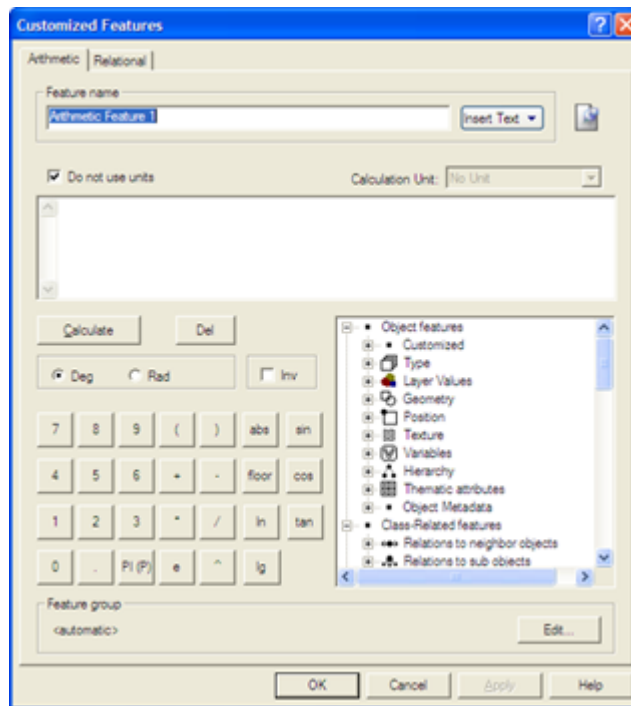 Customized Features
Arithmetic Relational
Feature name
Arithmetic Feature 1 Insert Text
Do not use units Calculation Unit: No Unit
Calculate Del
Deg Rad Inv
7 8 9 ( ) abs sin
4 5 6 + - floor cos
1 2 3 * / ln tan
0 . PI (P) e ^ lg
Object features
Customized
Type
Layer Values
Geometry
Position
Texture
Variables
Hierarchy
Thematic attributes
Object Metadata
Class-Related features
Relations to neighbor objects
Relations to sub objects
Feature group
<automatic> Edit...
OK Cancel Apply Help